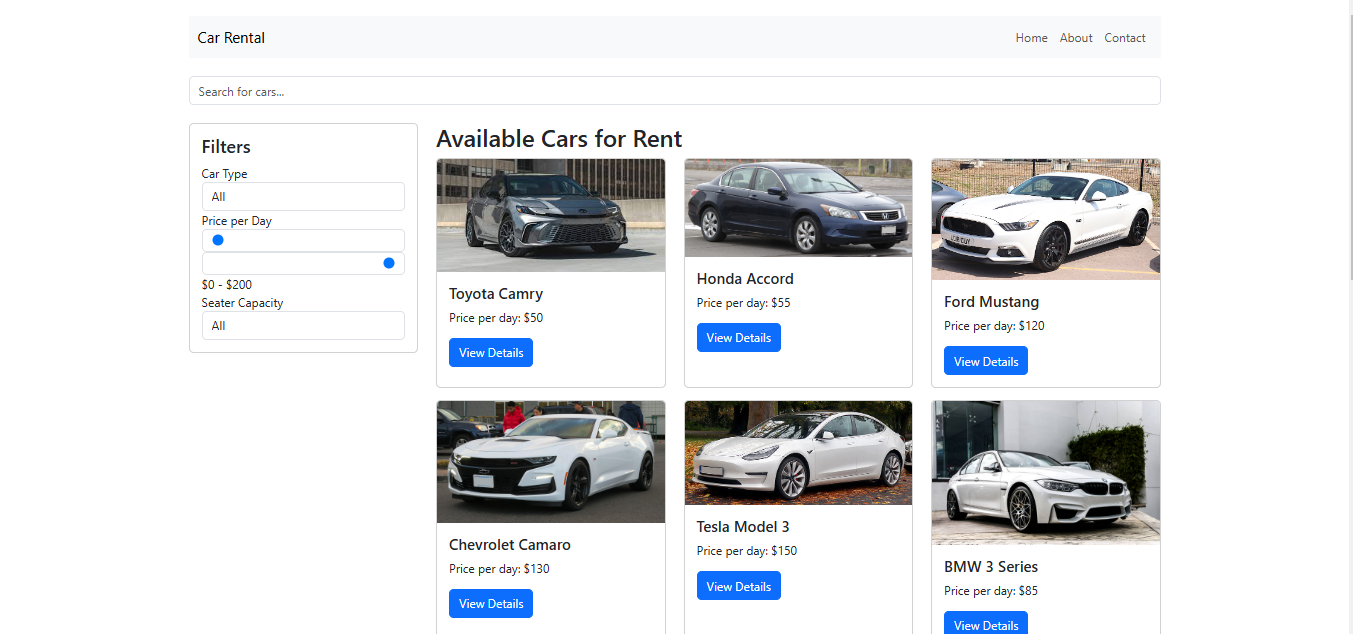 Car Rental
Home About Contact
Search for cars...
Filters
Car Type
All
Price per Day
$0 - $200
Seater Capacity
All
Available Cars for Rent
Toyota Camry
Price per day: $50
View Details
Honda Accord
Price per day: $55
View Details
Ford Mustang
Price per day: $120
View Details
Chevrolet Camaro
Price per day: $130
View Details
Tesla Model 3
Price per day: $150
View Details
BMW 3 Series
Price per day: $85
View Details